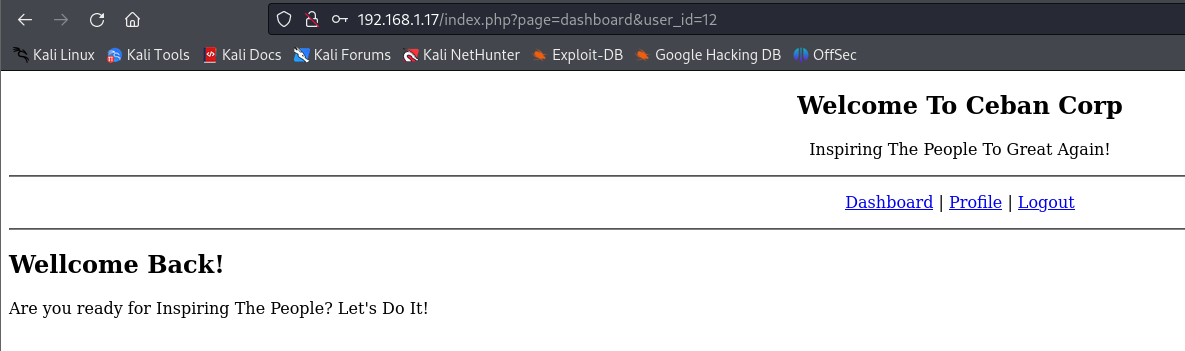 192.168.1.17/index.php?page=dashboard&user_id=12
Kali Linux Kali Tools Kali Docs Kali Forums Kali NetHunter Exploit-DB Google Hacking DB OffSec
Welcome To Ceban Corp
Inspiring The People To Great Again!
Dashboard | Profile | Logout
Wellcome Back!
Are you ready for Inspiring The People? Let's Do It!